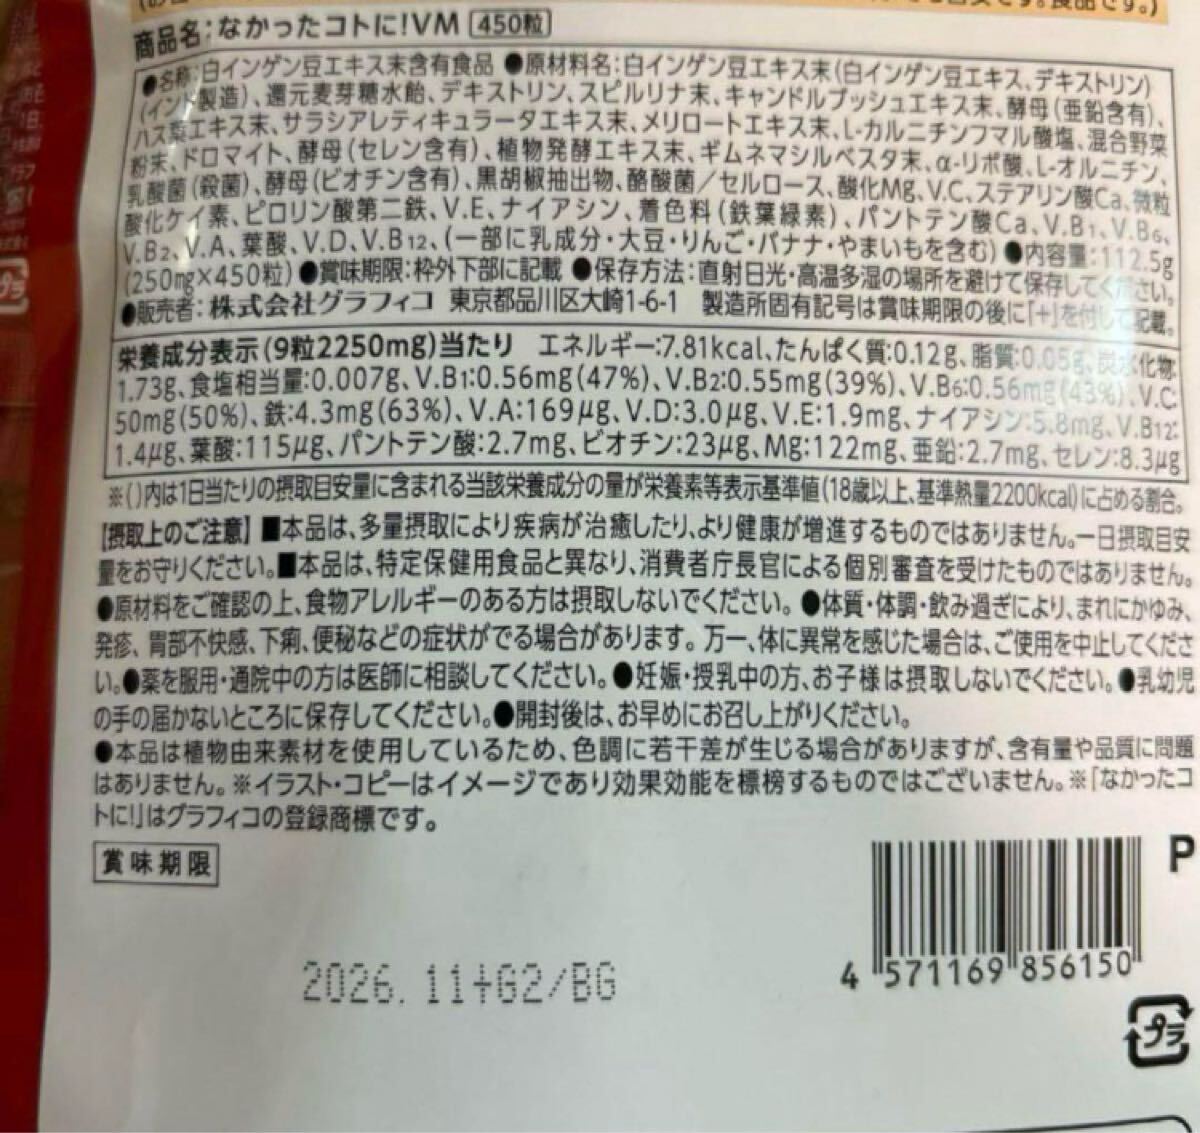 商品名:なかったコトに!VM 450粒
●名称:白インゲン豆エキス末含有食品 ●原材料名:白インゲン豆エキス末(白インゲン豆エキス、デキストリン)
(インド製造)、還元麦芽糖水飴、デキストリン、スピルリナ末、キャンドルブッシュエキス末、酵母(亜鉛含有)、
ハス葉エキス末、サラシアレティキュラータエキス末、メリロートエキス末、L-カルニチンフマル酸塩、混合野菜
粉末、ドロマイト、酵母(セレン含有)、植物発酵エキス末、ギムネマシルベスタ末、α-リポ酸、L-オルニチン、
乳酸菌(殺菌)、酵母(ビオチン含有)、黒胡椒抽出物、酪酸菌/セルロース、酸化Mg、V.C、ステアリン酸Ca、微粒
酸化ケイ素、ピロリン酸第二鉄、V.E、ナイアシン、着色料(鉄葉緑素)、パントテン酸Ca、V.B1、V.B6、
V.B2、V.A、葉酸、V.D、V.B12、(一部に乳成分・大豆・りんご・バナナ・やまいもを含む) ●内容量:112.5g
(250mg×450粒) ●賞味期限:枠外下部に記載 ●保存方法:直射日光・高温多湿の場所を避けて保存してください。
●販売者:株式会社グラフィコ 東京都品川区大崎1-6-1 製造所固有記号は賞味期限の後に[+]を付して記載。
栄養成分表示(9粒2250mg)当たり エネルギー:7.81kcal、たんぱく質:0.12g、脂質:0.05g、炭水化物:
1.73g、食塩相当量:0.007g、V.B1:0.56mg(47%)、V.B2:0.55mg(39%)、V.B6:0.56mg(43%)、V.C:
50mg(50%)、鉄:4.3mg(63%)、V.A:169μg、V.D:3.0μg、V.E:1.9mg、ナイアシン:5.8mg、V.B12:
1.4μg、葉酸:115μg、パントテン酸:2.7mg、ビオチン:23μg、Mg:122mg、亜鉛:2.7mg、セレン:8.3μg
※()内は1日当たりの摂取目安量に含まれる当該栄養成分の量が栄養素等表示基準値(18歳以上、基準熱量2200kcal)に占める割合。
【摂取上のご注意】■本品は、多量摂取により疾病が治癒したり、より健康が増進するものではありません。一日摂取目安
量をお守りください。■本品は、特定保健用食品と異なり、消費者庁長官による個別審査を受けたものではありません。
●原材料をご確認の上、食物アレルギーのある方は摂取しないでください。●体質・体調・飲み過ぎにより、まれにかゆみ、
発疹、胃部不快感、下痢、便秘などの症状がでる場合があります。万一、体に異常を感じた場合は、ご使用を中止してくださ
い。●薬を服用・通院中の方は医師に相談してください。●妊娠・授乳中の方、お子様は摂取しないでください。●乳幼児
の手の届かないところに保存してください。●開封後は、お早めにお召し上がりください。
●本品は植物由来素材を使用しているため、色調に若干差が生じる場合がありますが、含有量や品質に問題
はありません。※イラスト・コピーはイメージであり効果効能を標榜するものではございません。※「なかったコ
トに!」はグラフィコの登録商標です。
賞味期限
P
2026.11+G2/BG
4 571169 856150
プラ
プラ